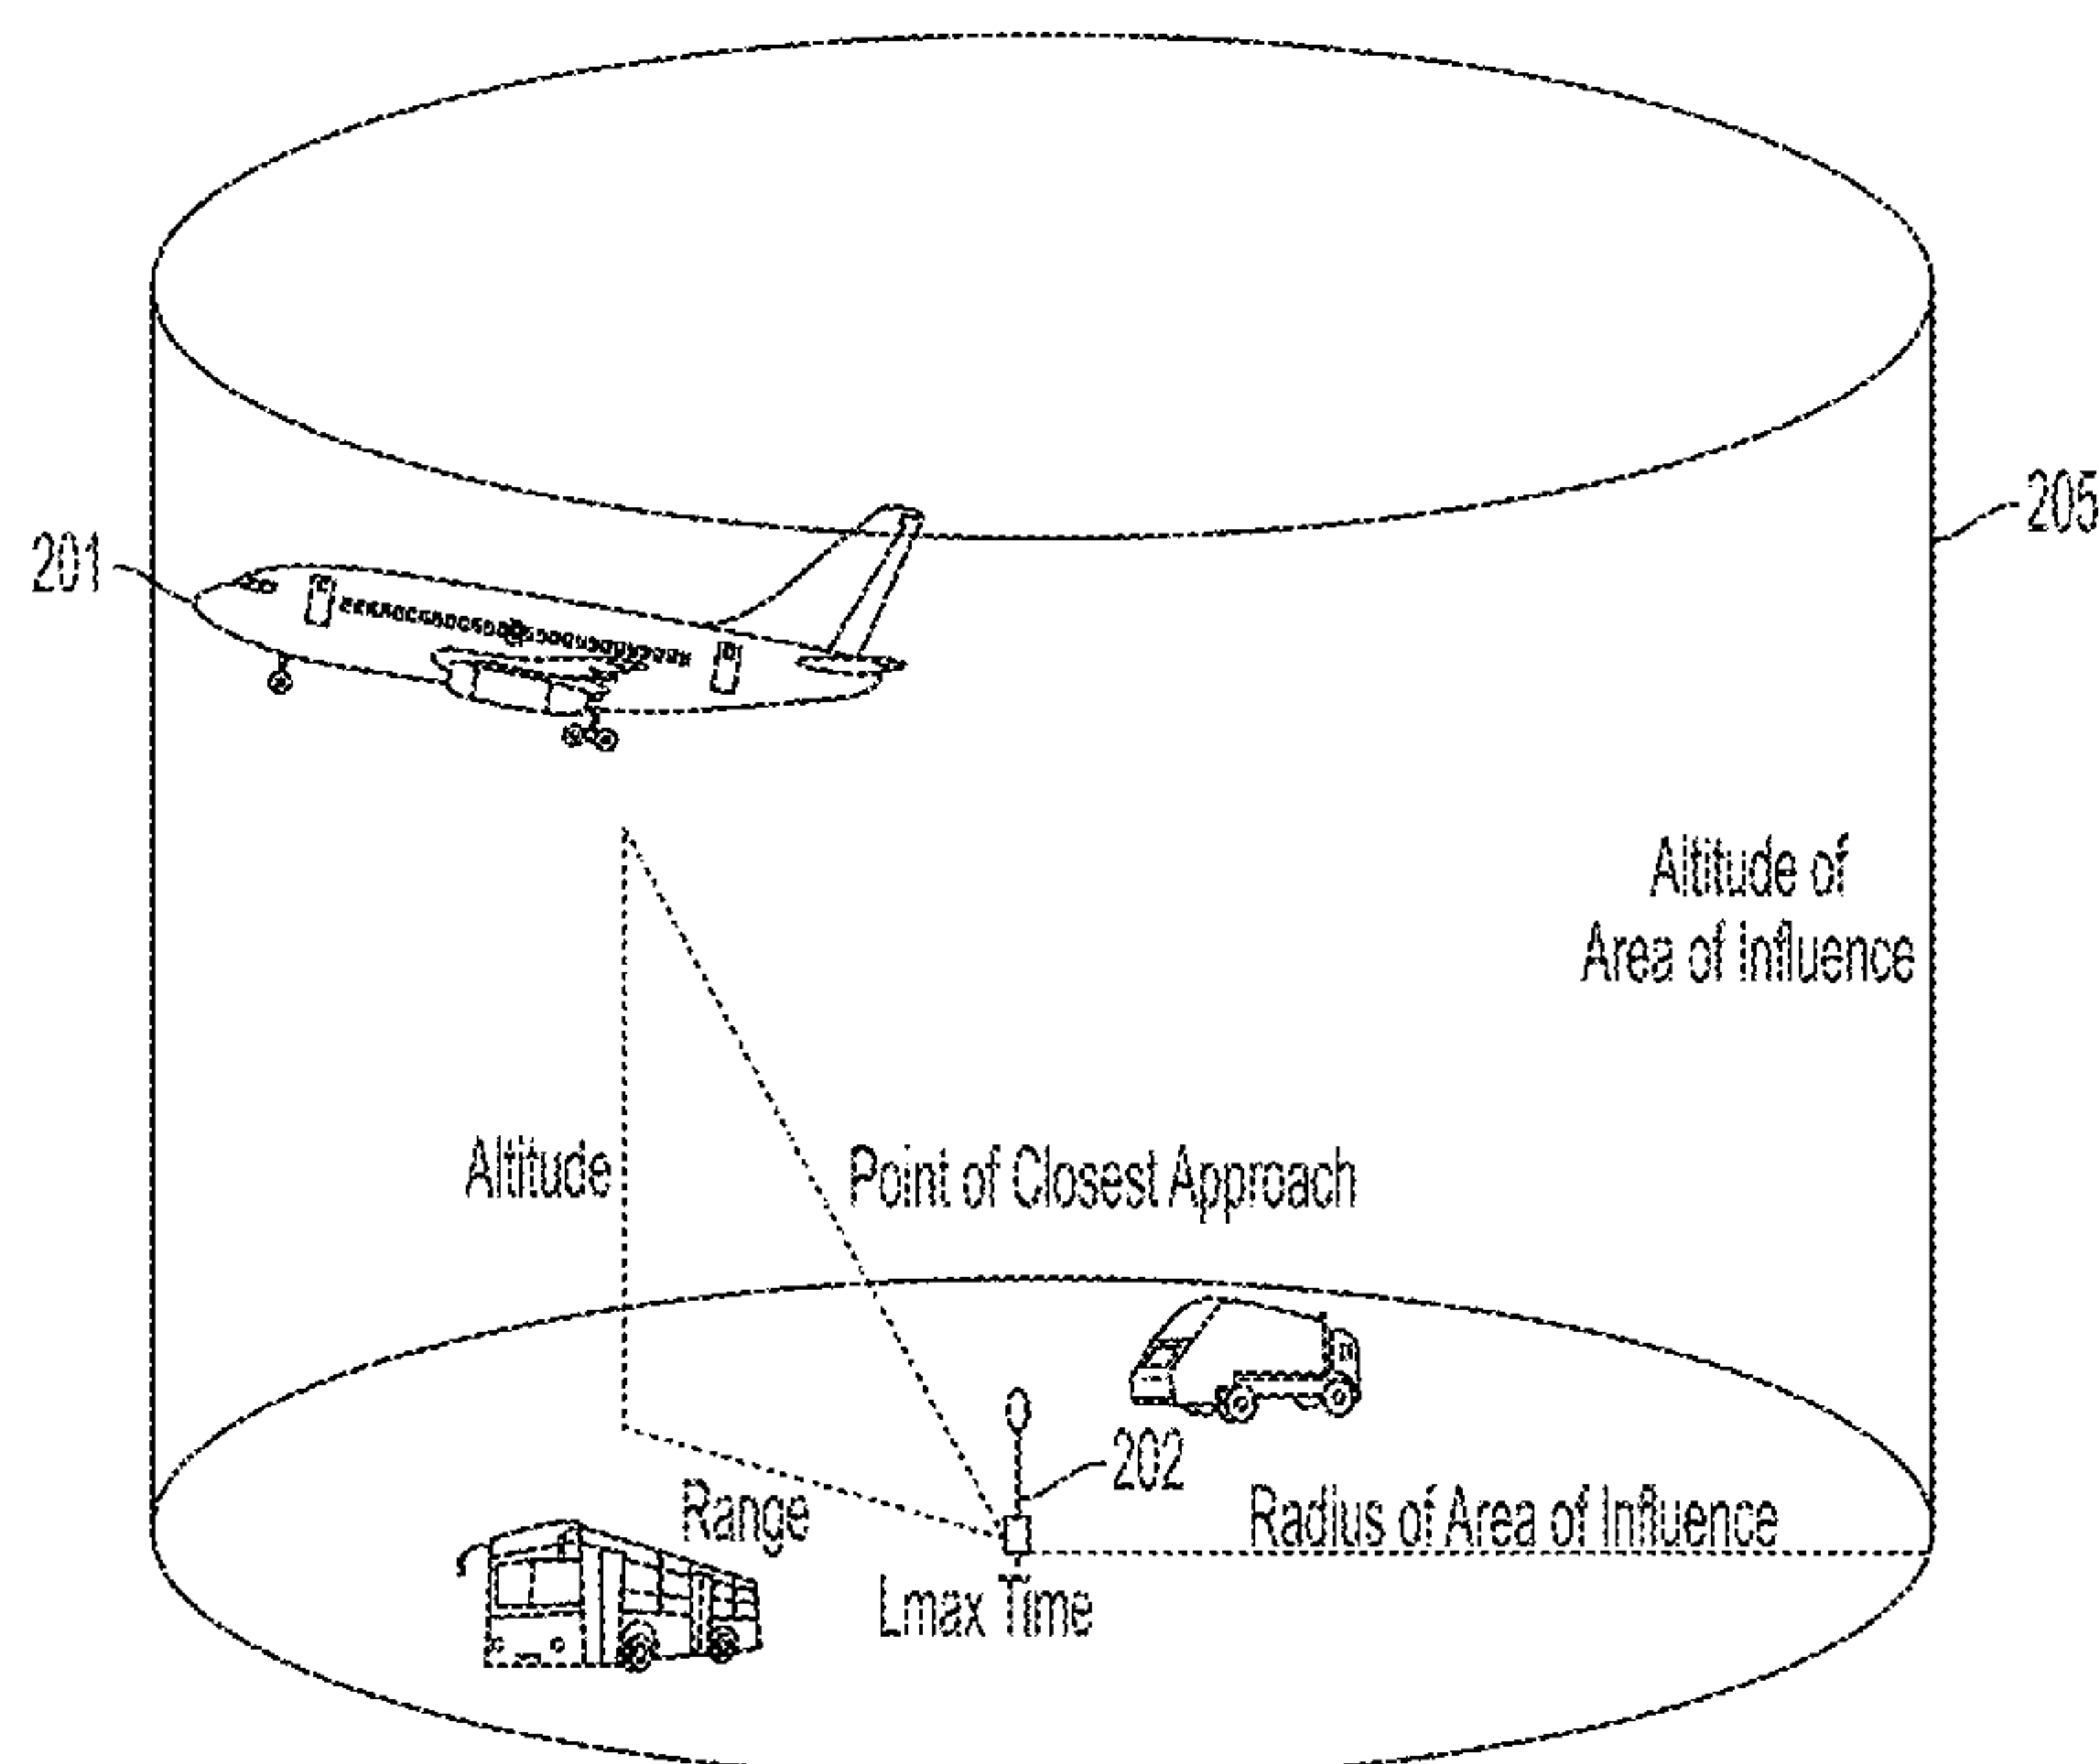 205
201
Altitude of
Area of Influence
Altitude
Point of Closest Approach
202
Range
Radius of Area of Influence
Lmax Time